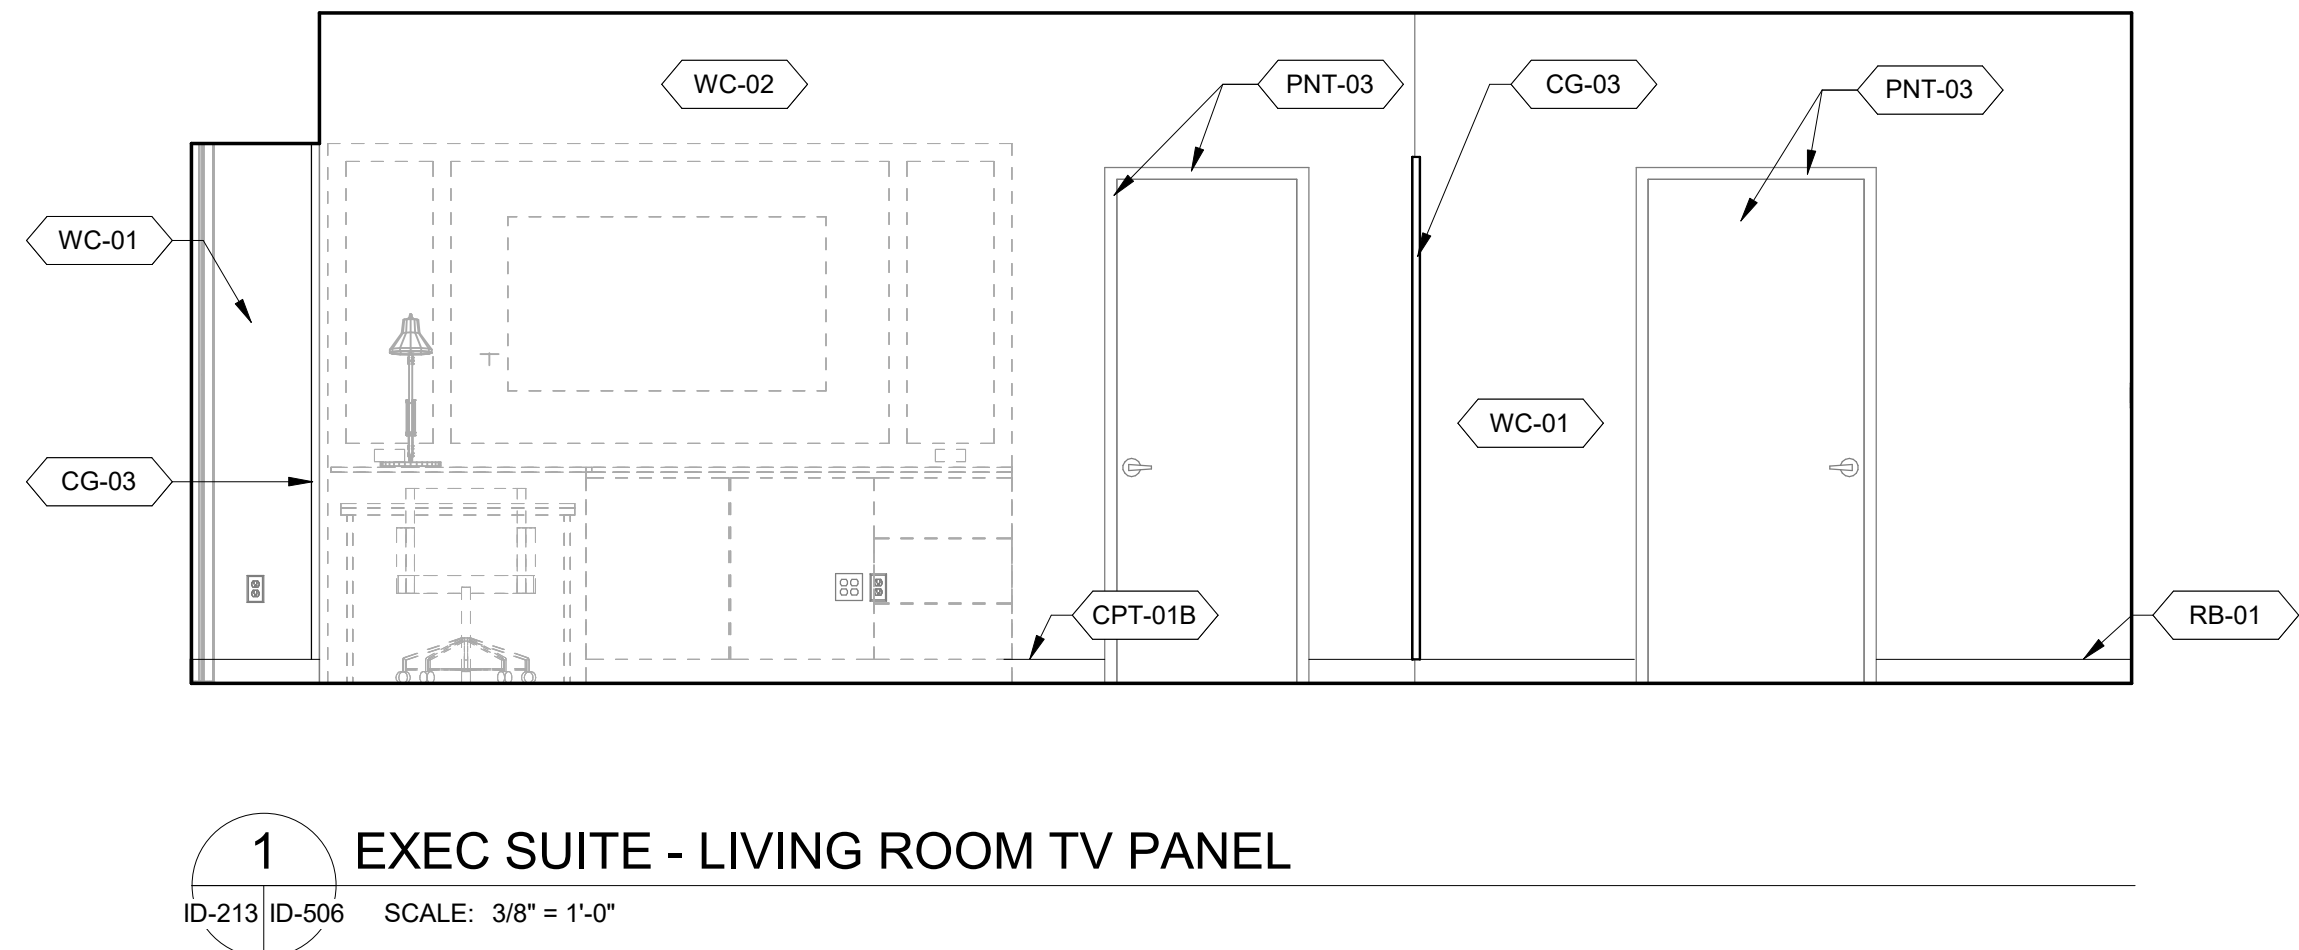 WC-02
PNT-03
CG-03
PNT-03
WC-01
WC-01
CG-03
CPT-01B
RB-01
1
EXEC SUITE - LIVING ROOM TV PANEL
ID-213
ID-506
SCALE: 3/8" = 1'-0"